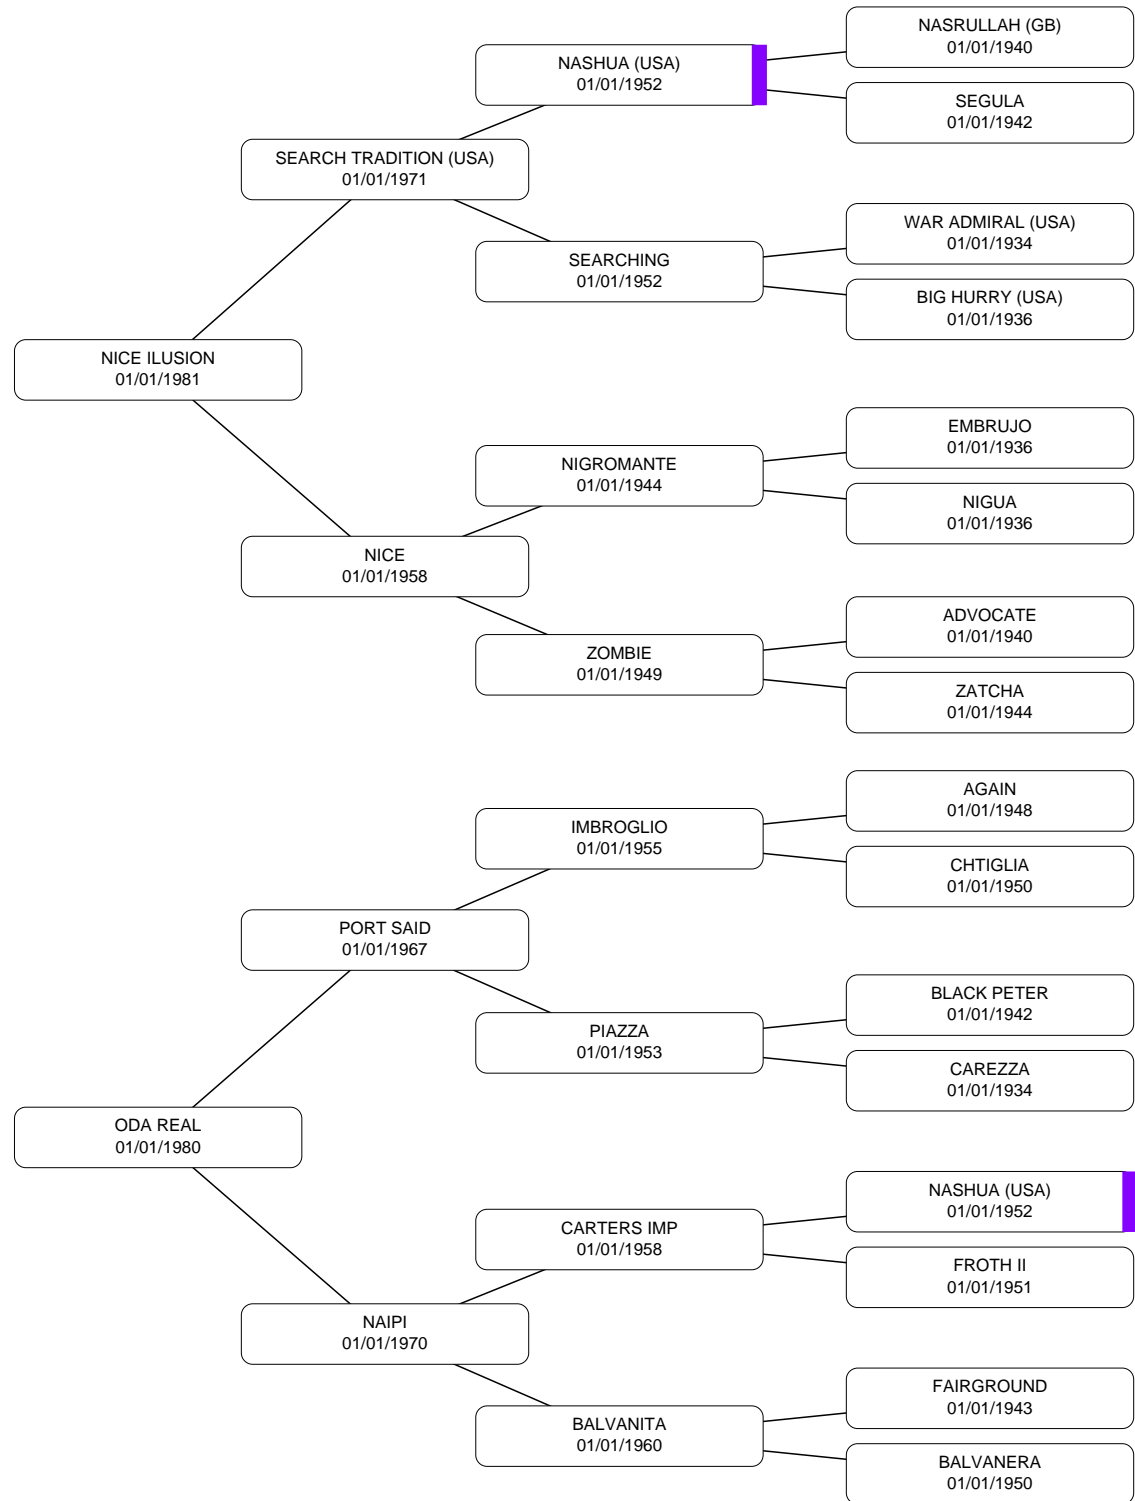 NASRULLAH (GB)
01/01/1940
NASHUA (USA)
01/01/1952
SEGULA
01/01/1942
SEARCH TRADITION (USA)
01/01/1971
WAR ADMIRAL (USA)
01/01/1934
SEARCHING
01/01/1952
BIG HURRY (USA)
01/01/1936
NICE ILUSION
01/01/1981
EMBRUJO
01/01/1936
NIGROMANTE
01/01/1944
NIGUA
01/01/1936
NICE
01/01/1958
ADVOCATE
01/01/1940
ZOMBIE
01/01/1949
ZATCHA
01/01/1944
AGAIN
01/01/1948
IMBROGLIO
01/01/1955
CHTIGLIA
01/01/1950
PORT SAID
01/01/1967
BLACK PETER
01/01/1942
PIAZZA
01/01/1953
CAREZZA
01/01/1934
ODA REAL
01/01/1980
NASHUA (USA)
01/01/1952
CARTERS IMP
01/01/1958
FROTH II
01/01/1951
NAIPI
01/01/1970
FAIRGROUND
01/01/1943
BALVANITA
01/01/1960
BALVANERA
01/01/1950